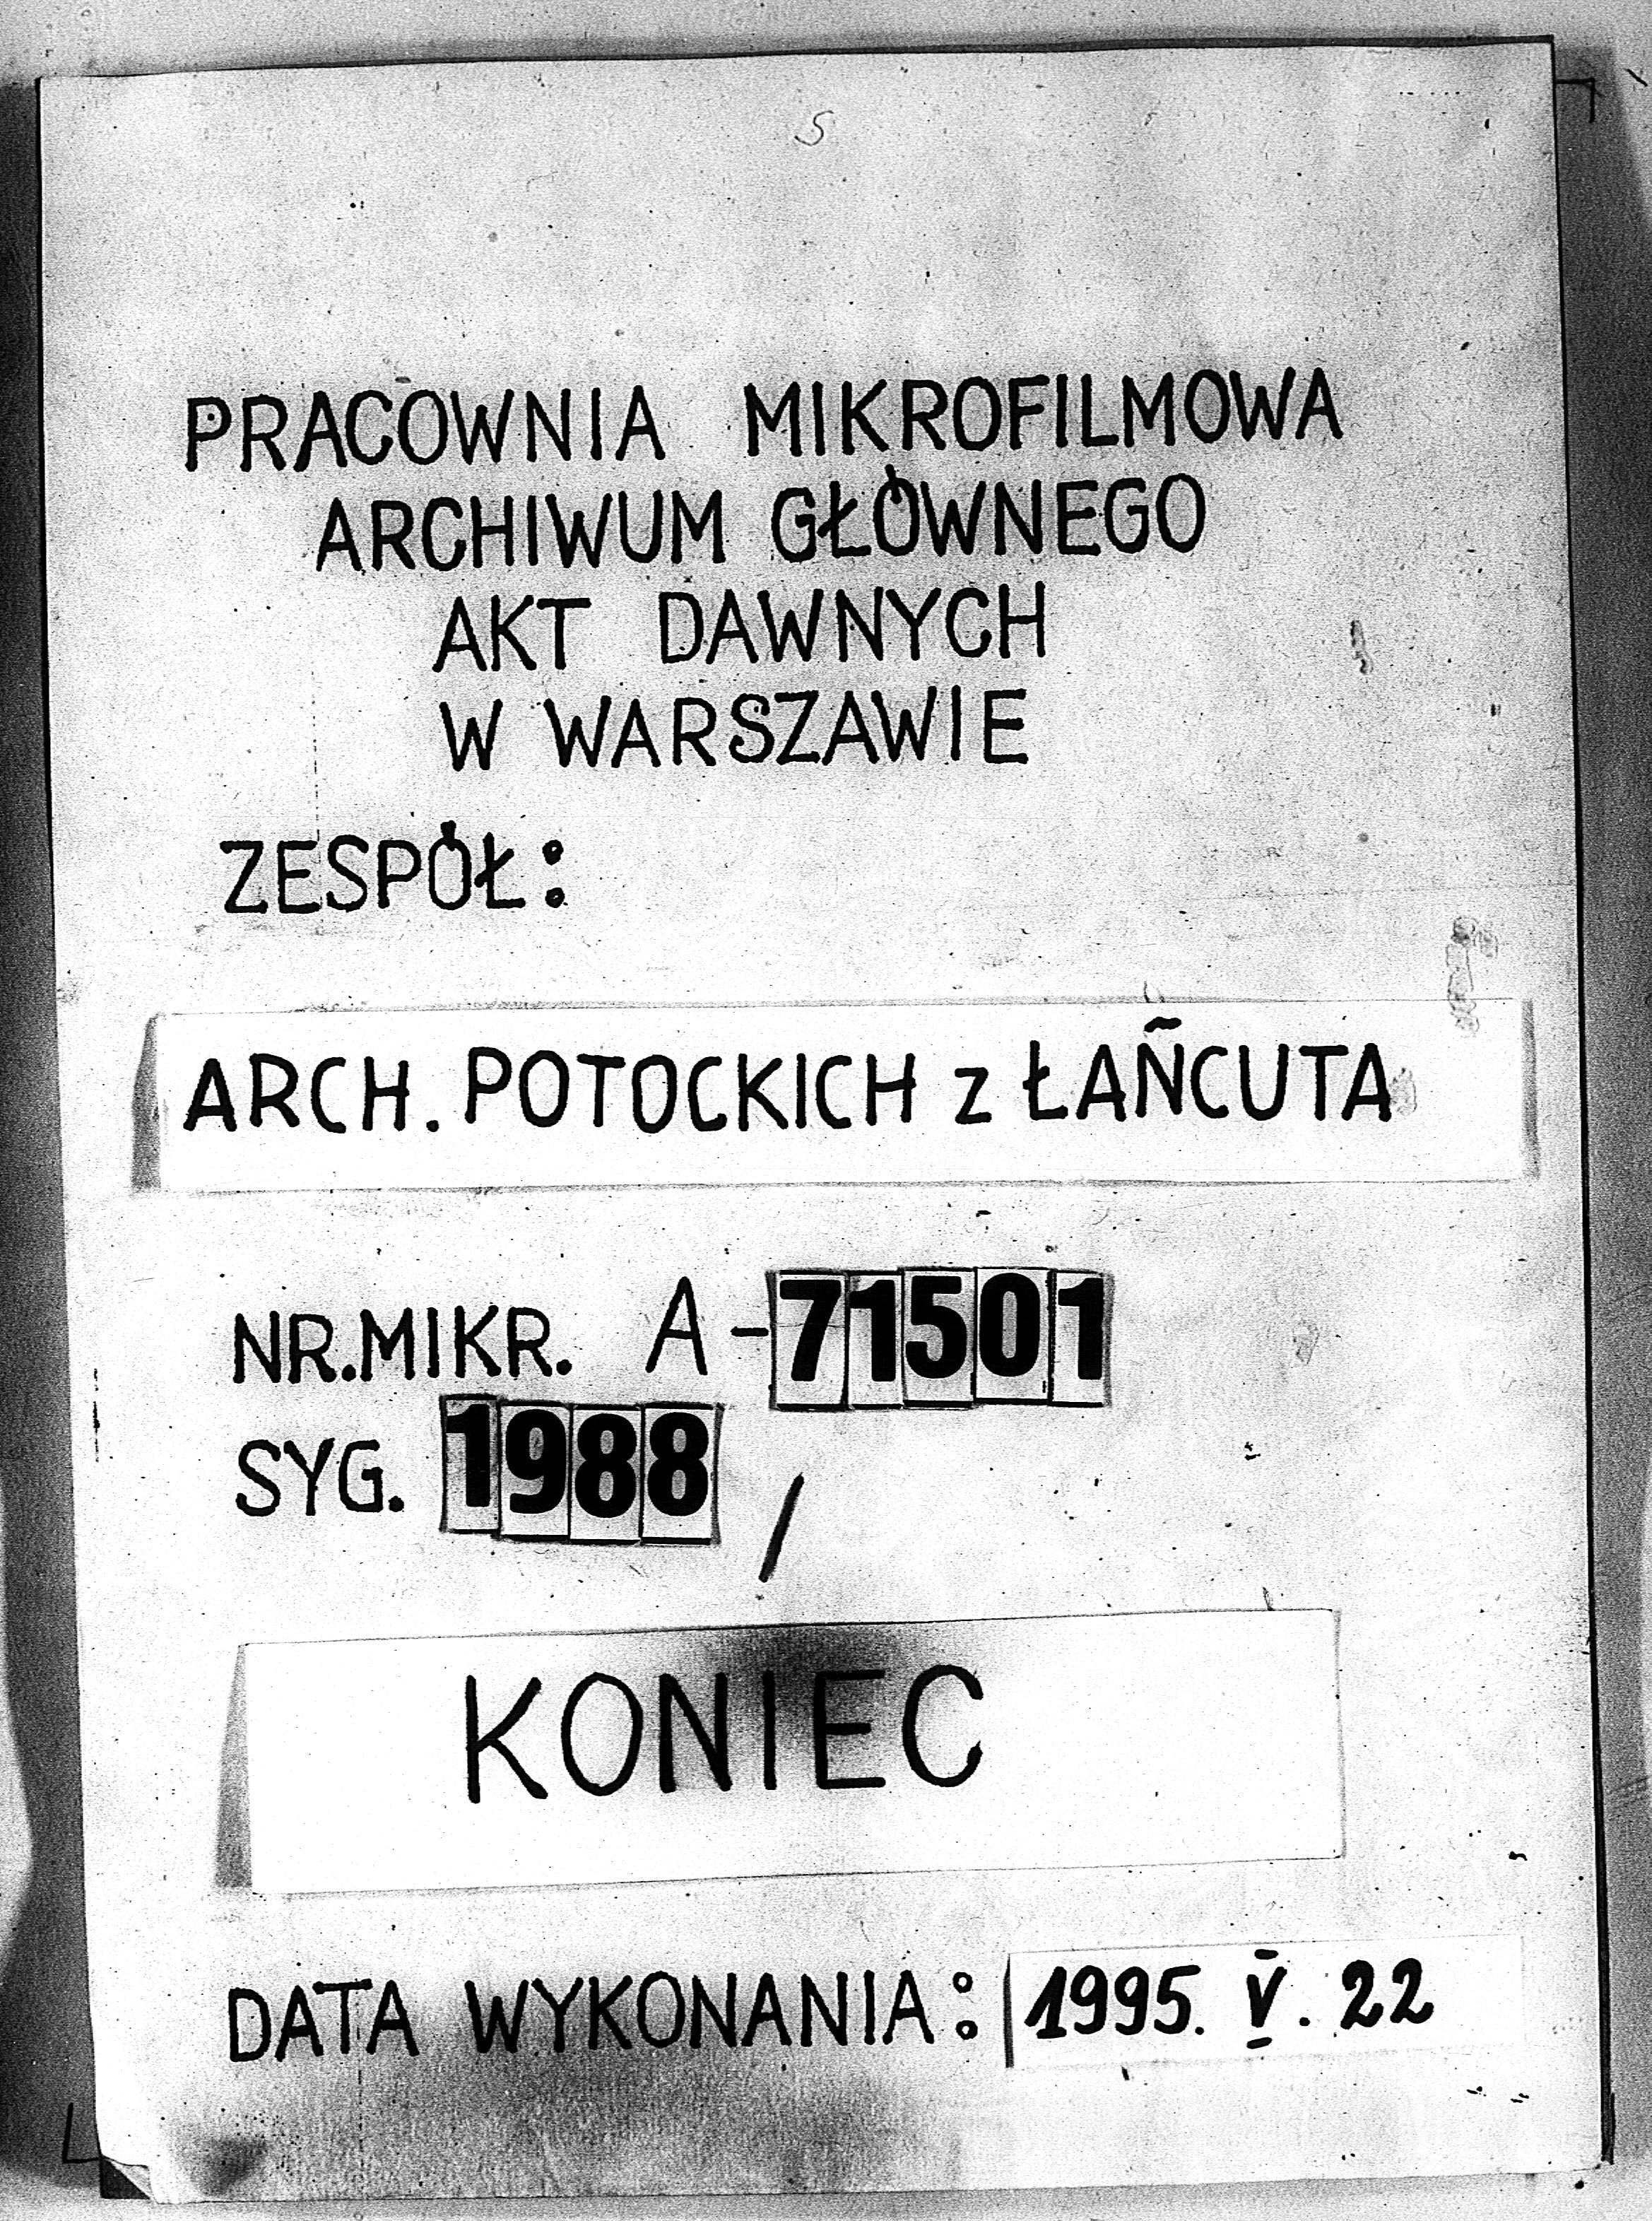 S
PRACOWNIA MIKROFILMOWA
ARCHIWUM GŁÓWNEGO
AKT DAWNYCH
W WARSZAWIE
ZESPÓŁ:
ARCH. POTOCKICH z ŁAŃCUTA
NR.MIKR. A-71501
SYG. 1988 /
KONIEC
DATA WYKONANIA: 1995. V. 22